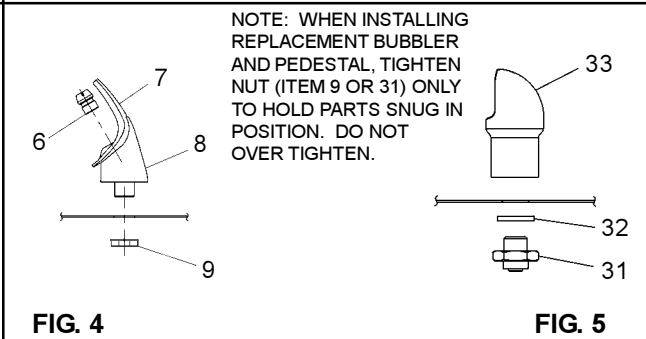 NOTE: WHEN INSTALLING
REPLACEMENT BUBBLER
AND PEDESTAL, TIGHTEN
NUT (ITEM 9 OR 31) ONLY
TO HOLD PARTS SNUG IN
POSITION. DO NOT
OVER TIGHTEN.
7
6
8
9
FIG. 4
33
32
31
FIG. 5